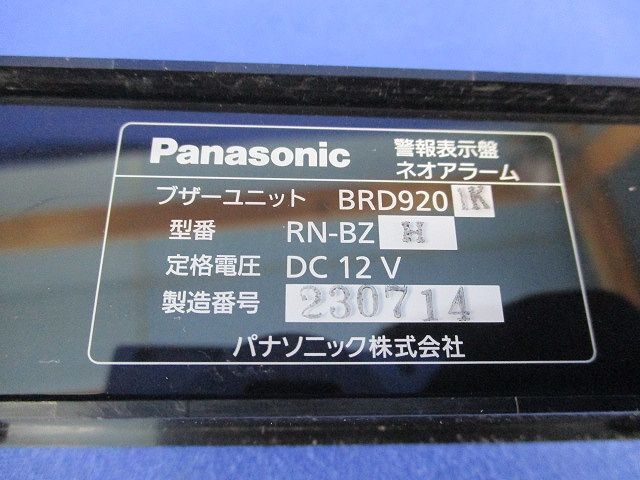 Panasonic 警報表示盤
ネオアラーム
ブザーユニット BRD920 1K
型番 RN-BZ H
定格電圧 DC 12 V
製造番号 230714
パナソニック株式会社